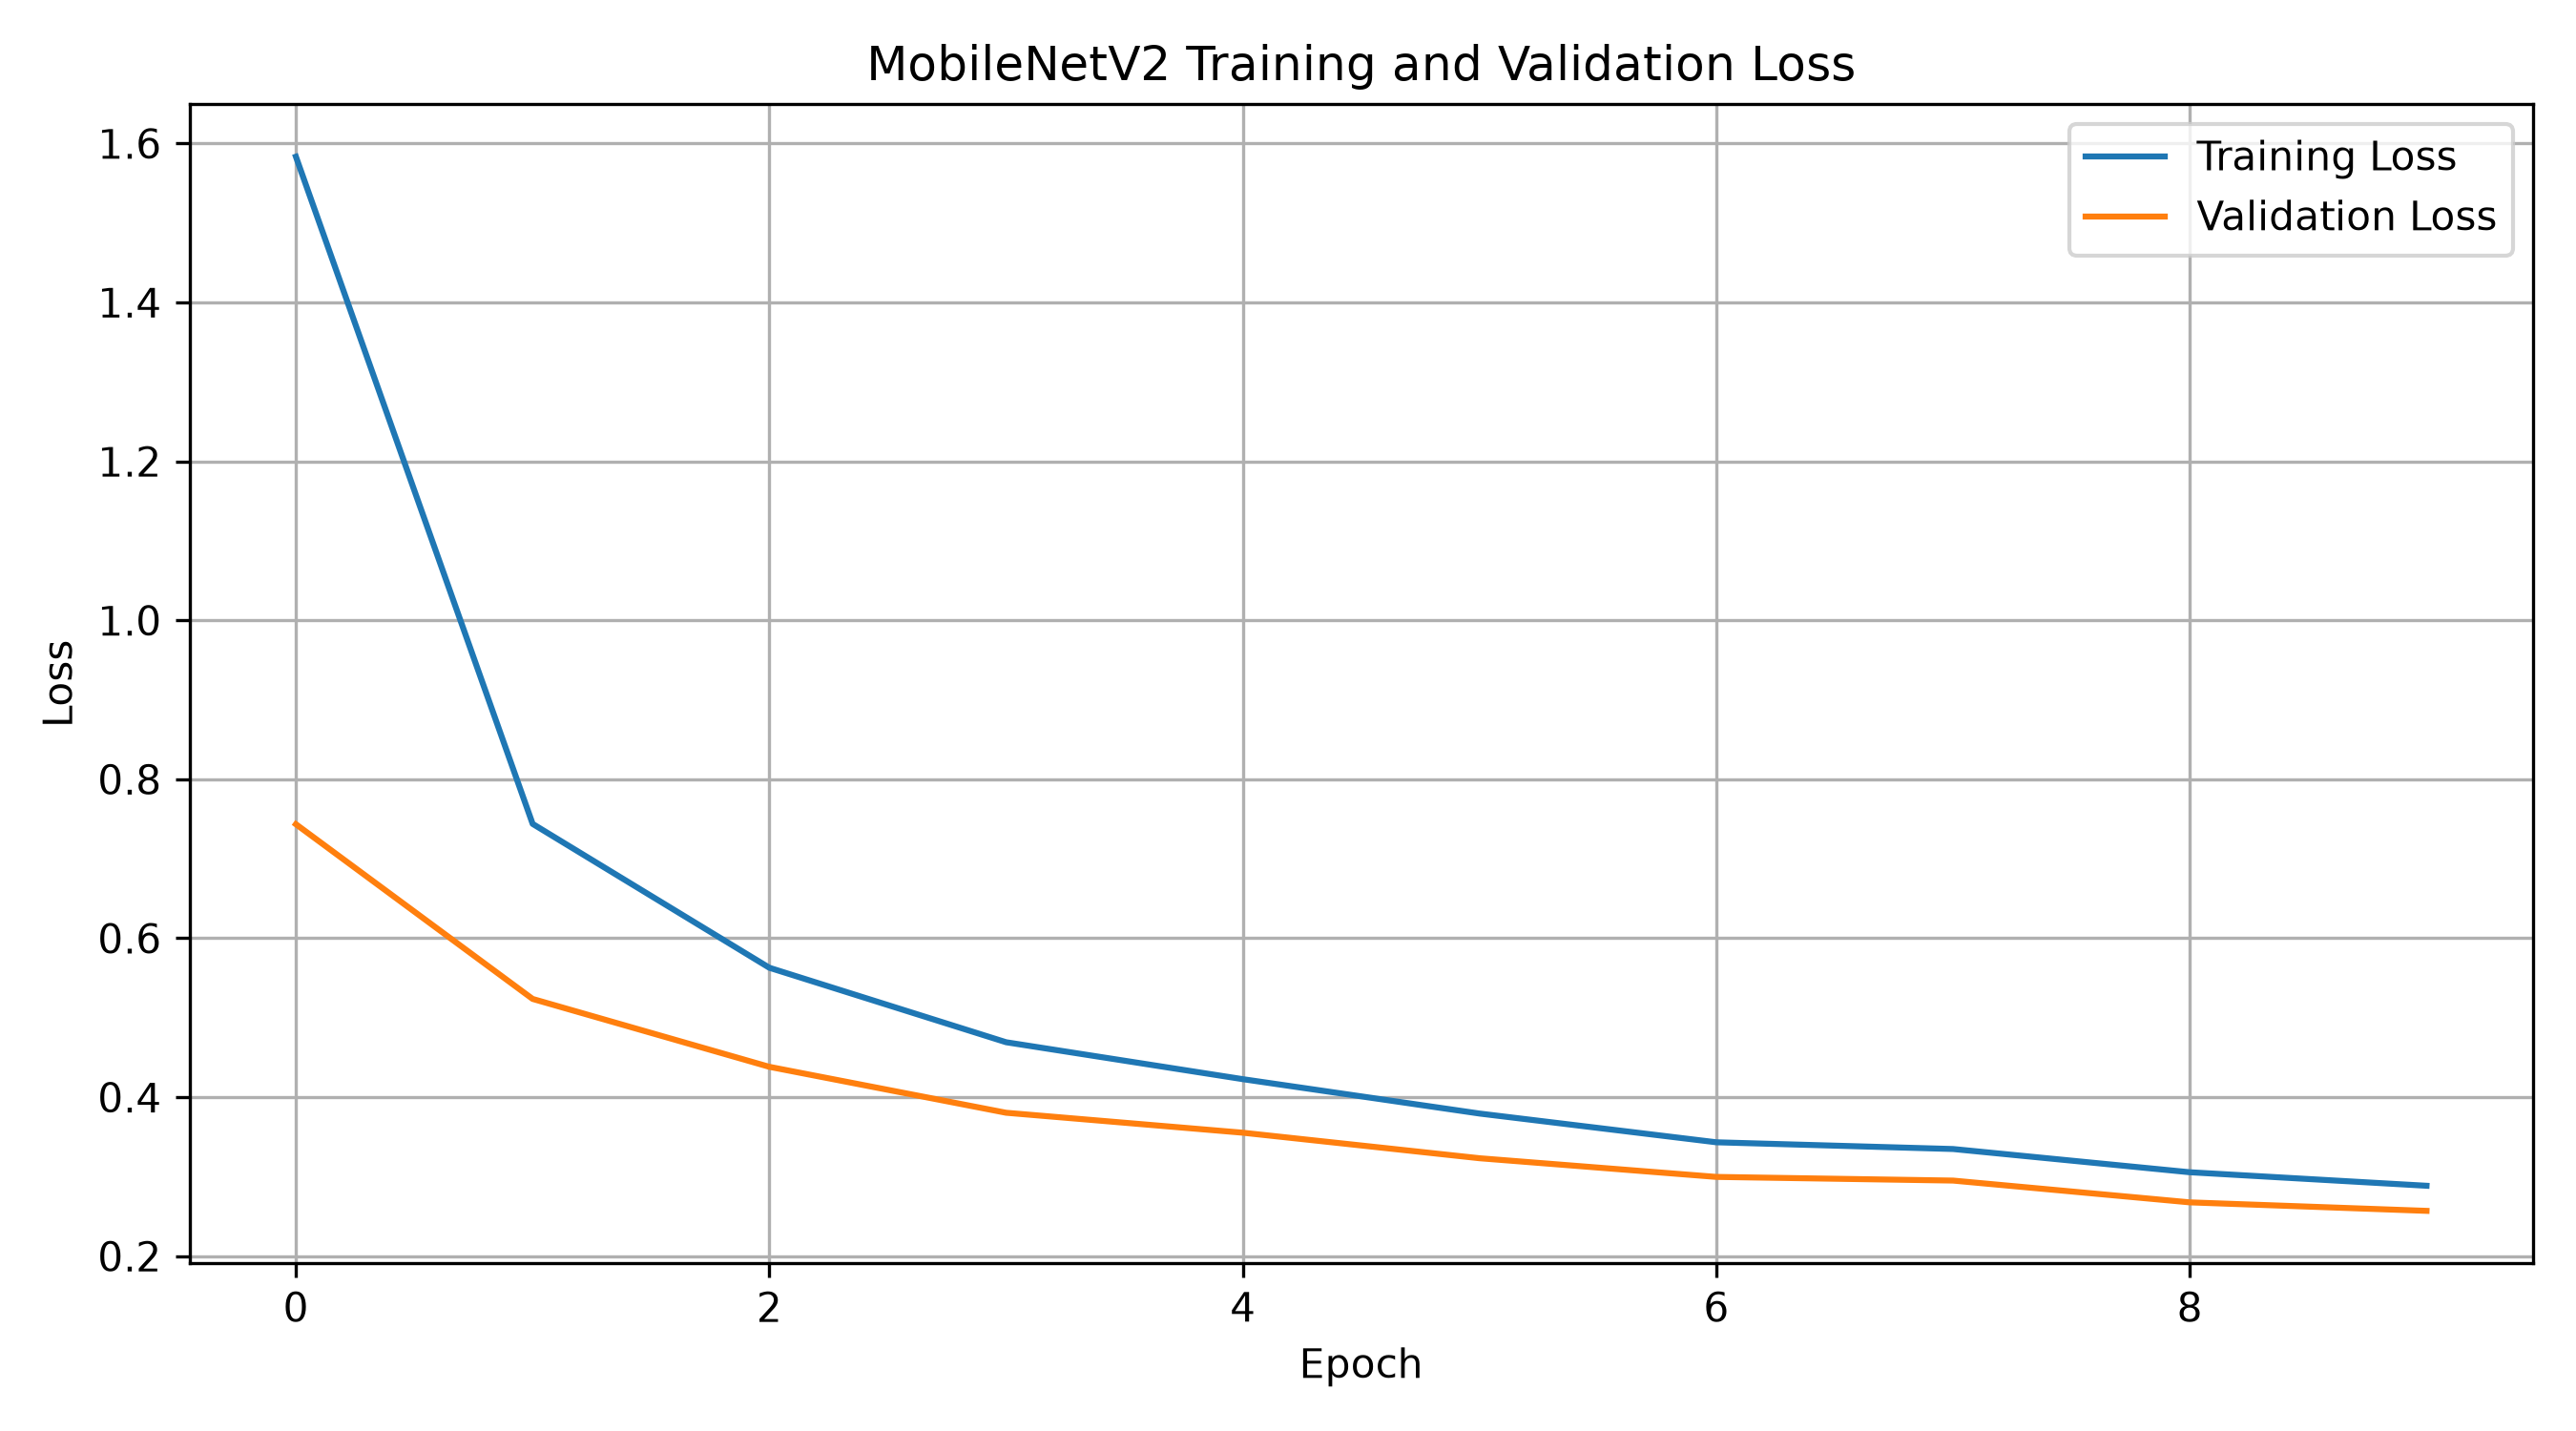 MobileNetV2 Training and Validation Loss
Training Loss
Validation Loss
1.6
1.4
1.2
1.0
0.8
0.6
0.4
0.2
Loss
0 2 4 6 8
Epoch